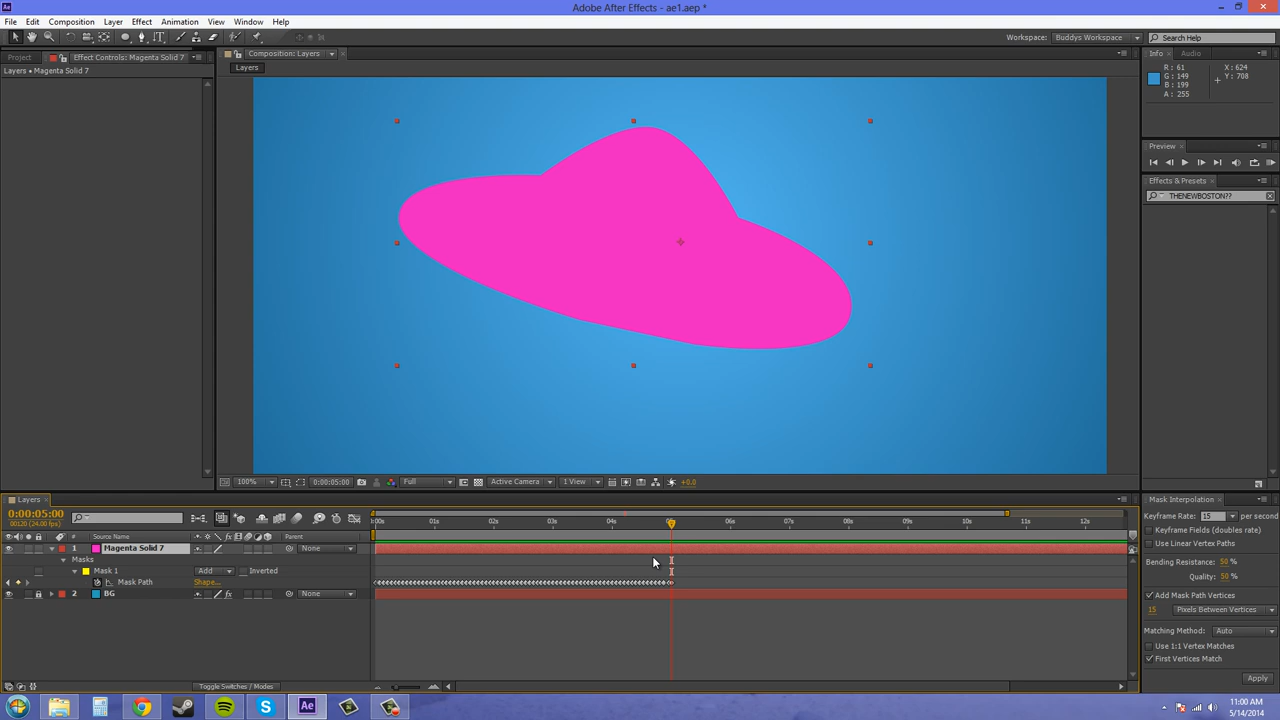 Adobe After Effects - ae1.aep *
File Edit Composition Layer Effect Animation View Window Help
Workspace: Buddys Workspace Search Help
Project Effect Controls: Magenta Solid 7 Composition: Layers Info Audio
Layers • Magenta Solid 7
Layers
R : 61
G : 149
B : 199
A : 255
X : 624
Y : 708
Preview
Effects & Presets
THENEWBOSTON??
100% 0:00:05:00 Full Active Camera 1 View +0.0
Layers
0:00:05:00
00120 (24.00 fps)
:00s 01s 02s 03s 04s 06s 07s 08s 09s 10s 11s 12s
# Source Name Parent
1 Magenta Solid 7 None
Masks
Mask 1 Add Inverted
Mask Path Shape...
2 BG None
Toggle Switches / Modes
Mask Interpolation
Keyframe Rate: 15 per second
Keyframe Fields (doubles rate)
Use Linear Vertex Paths
Bending Resistance: 50 %
Quality: 50 %
Add Mask Path Vertices
15 Pixels Between Vertices
Matching Method: Auto
Use 1:1 Vertex Matches
First Vertices Match
Apply
11:00 AM
5/14/2014